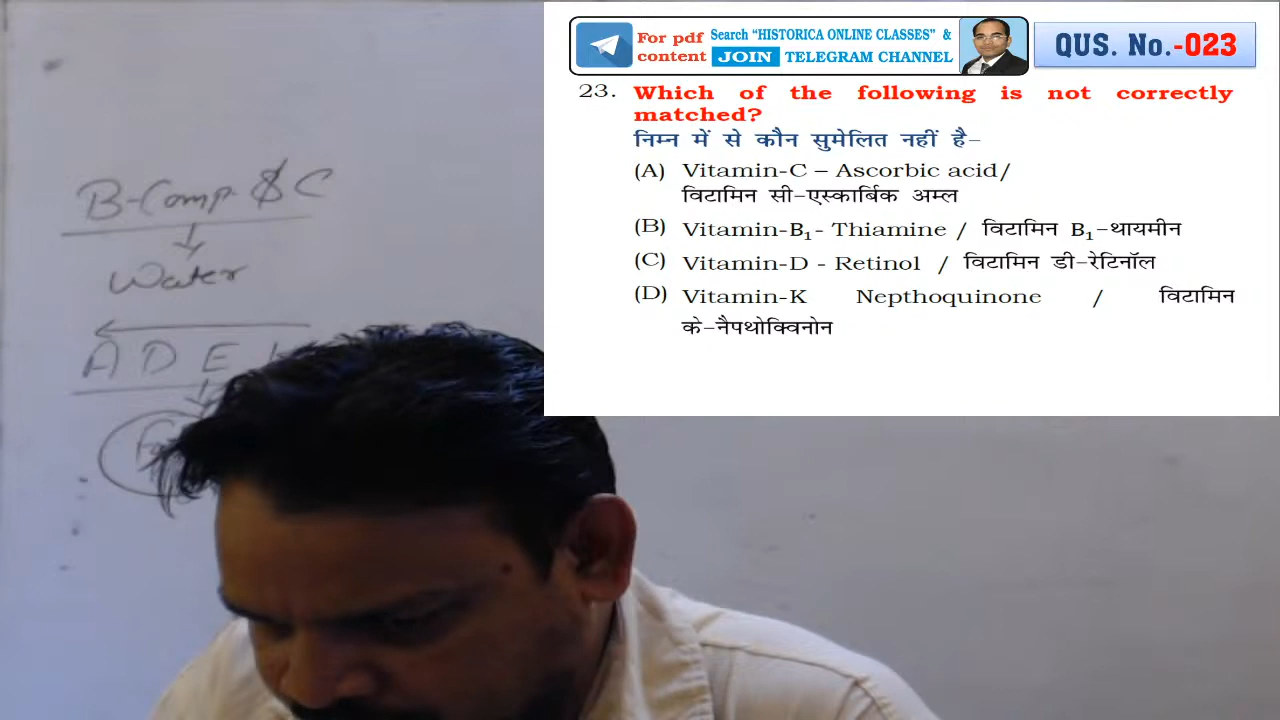 For pdf content
Search "HISTORICA ONLINE CLASSES" &
JOIN TELEGRAM CHANNEL
QUS. No.-023
23. Which of the following is not correctly
matched?
निम्न में से कौन सुमेलित नहीं है-
(A) Vitamin-C – Ascorbic acid/
विटामिन सी-एस्कार्बिक अम्ल
(B) Vitamin-B₁- Thiamine / विटामिन B₁-थायमीन
(C) Vitamin-D - Retinol / विटामिन डी-रेटिनॉल
(D) Vitamin-K Nepthoquinone / विटामिन
के-नैपथोक्विनोन
B-Comp & C
Water
A D E